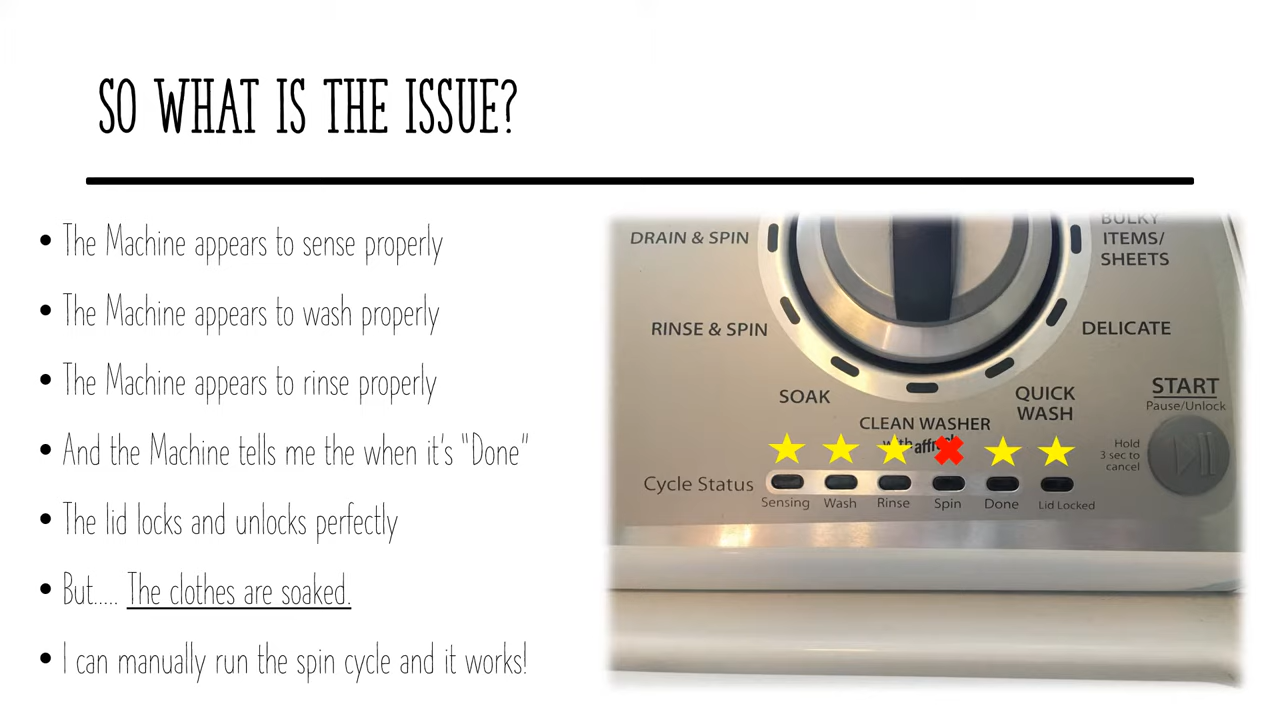 SO WHAT IS THE ISSUE?
• The Machine appears to sense properly
• The Machine appears to wash properly
• The Machine appears to rinse properly
• And the Machine tells me the when it's "Done"
• The lid locks and unlocks perfectly
• But..... The clothes are soaked.
• I can manually run the spin cycle and it works!
DRAIN & SPIN
BULKY
ITEMS/
SHEETS
RINSE & SPIN
DELICATE
SOAK
QUICK
WASH
CLEAN WASHER
with
START
Pause/Unlock
Hold
3 sec to
cancel
Cycle Status
Sensing Wash Rinse Spin Done Lid Locked